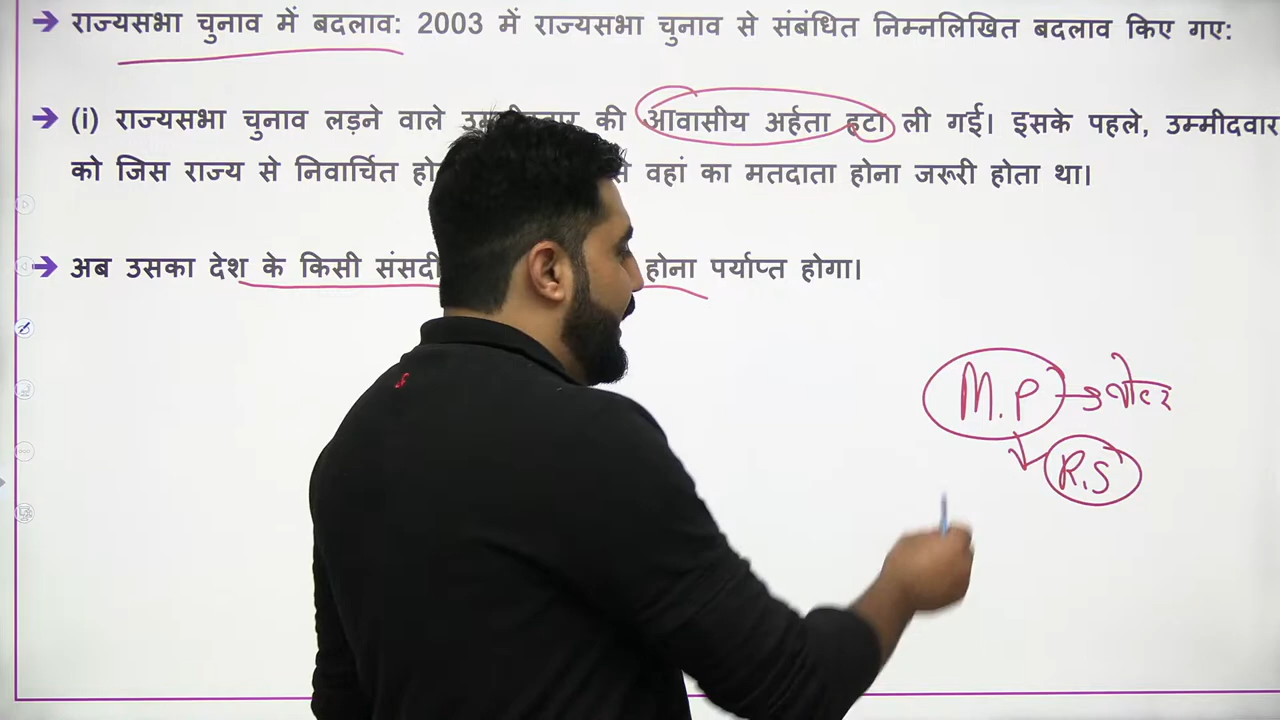 ➔ राज्यसभा चुनाव में बदलाव: 2003 में राज्यसभा चुनाव से संबंधित निम्नलिखित बदलाव किए गए:
➔ (i) राज्यसभा चुनाव लड़ने वाले की आवासीय अर्हता हटा ली गई। इसके पहले, उम्मीदवार
को जिस राज्य से निवार्चित वहां का मतदाता होना जरूरी होता था।
➔ अब उसका देश के किसी होना पर्याप्त होगा।
M.P → वोटर
R.S